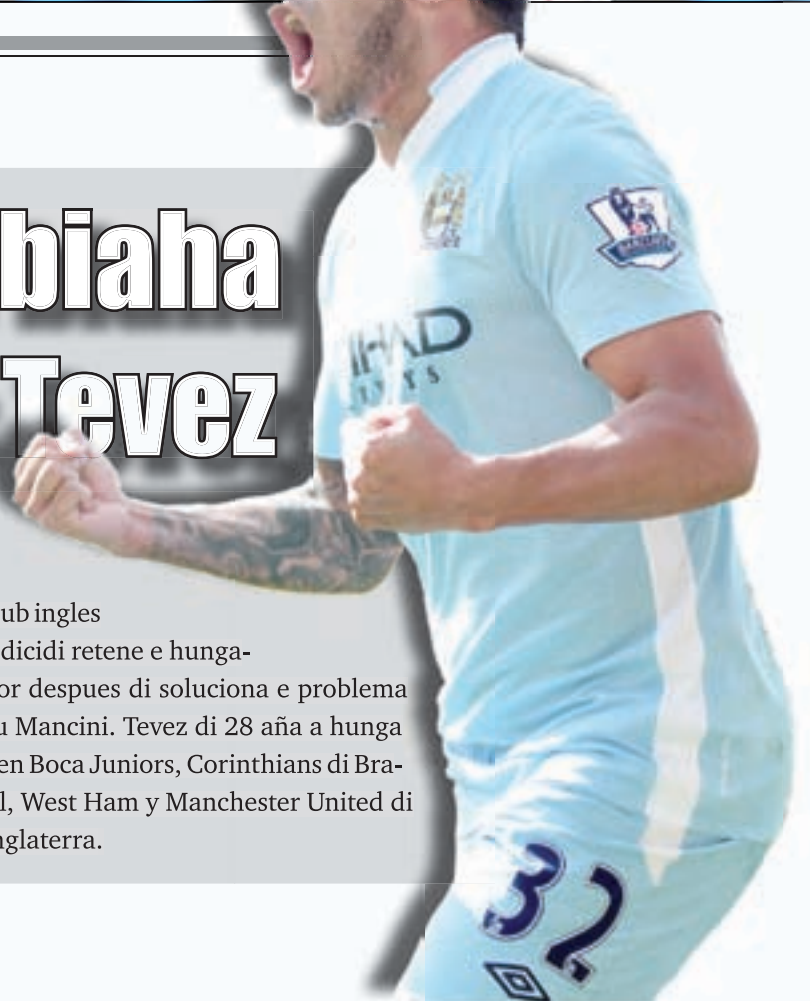 biaha
Tevez
ub ingles
dicidi retene e hunga-
or despues di soluciona e problema
u Mancini. Tevez di 28 aña a hunga
en Boca Juniors, Corinthians di Bra-
l, West Ham y Manchester United di
nglaterra.
IHAD
32